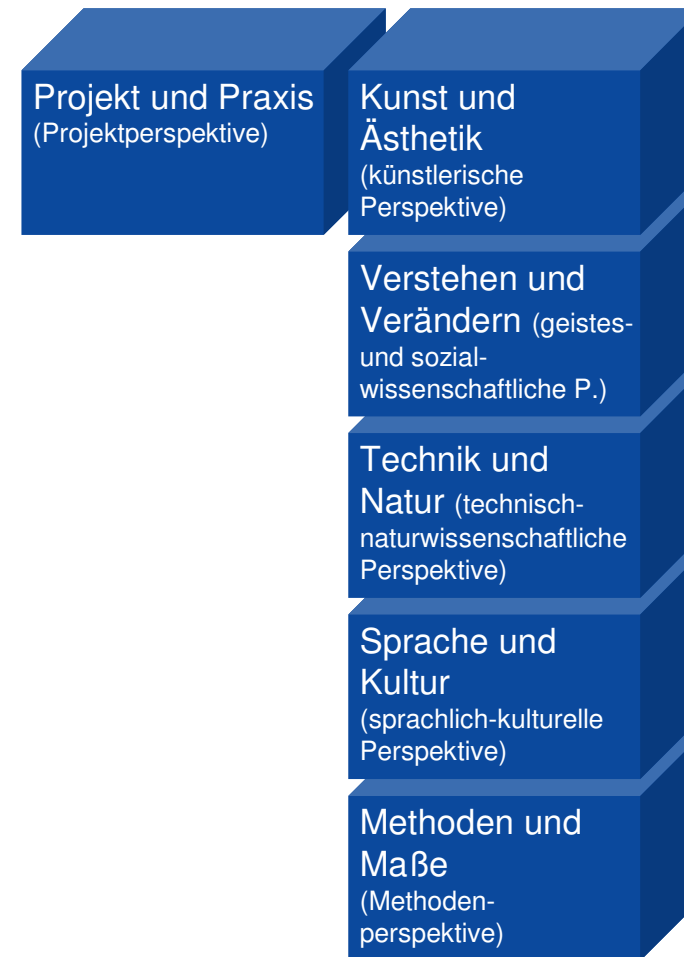 Projekt und Praxis
(Projektperspektive)
Kunst und
Ästhetik
(künstlerische
Perspektive)
Verstehen und
Verändern (geistes-
und sozial-
wissenschaftliche P.)
Technik und
Natur (technisch-
naturwissenschaftliche
Perspektive)
Sprache und
Kultur
(sprachlich-kulturelle
Perspektive)
Methoden und
Maße
(Methoden-
perspektive)